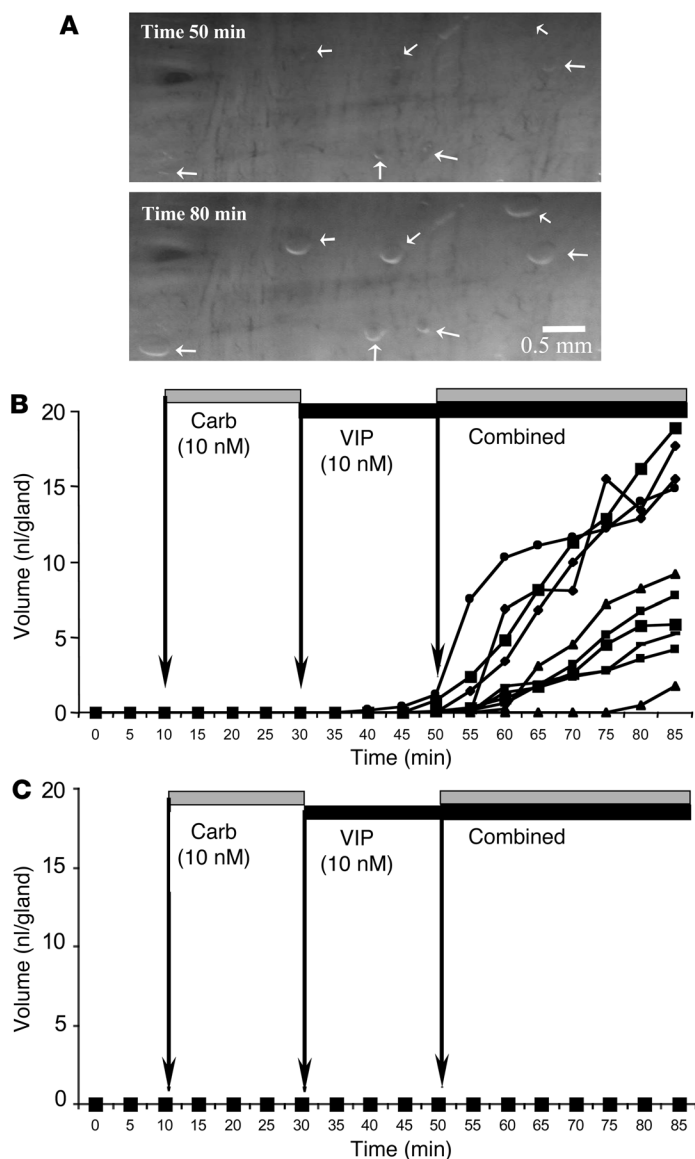 A
Time 50 min
Time 80 min
0.5 mm
B
Volume (nl/gland)
20
15
10
5
0
Carb
(10 nM)
VIP
(10 nM)
Combined
0 5 10 15 20 25 30 35 40 45 50 55 60 65 70 75 80 85
Time (min)
C
Volume (nl/gland)
20
15
10
5
0
Carb
(10 nM)
VIP
(10 nM)
Combined
0 5 10 15 20 25 30 35 40 45 50 55 60 65 70 75 80 85
Time (min)